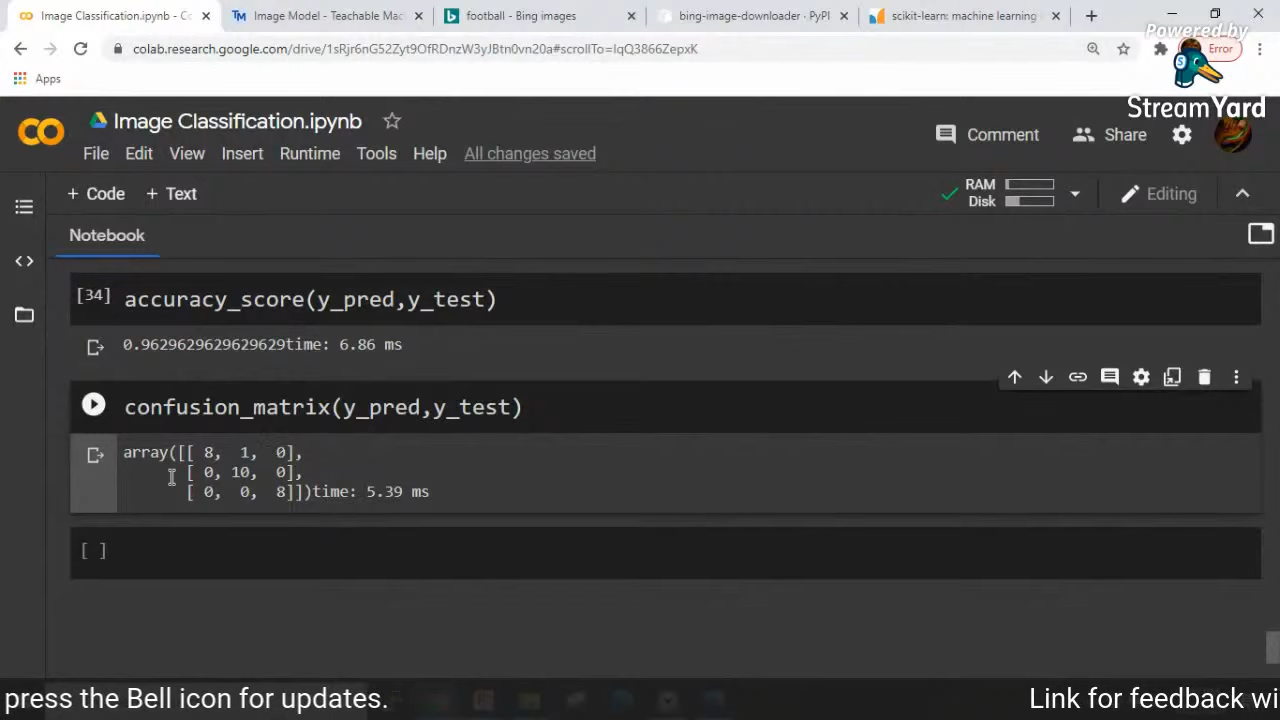 Image Classification.ipynb - Co
Image Model - Teachable Mac
football - Bing images
bing-image-downloader · PyPI
scikit-learn: machine learning
colab.research.google.com/drive/1sRjr6nG52Zyt9OfRDnzW3yJBtn0vn20a#scrollTo=IqQ3866ZepxK
Error
Powered by
StreamYard
Apps
CO
Image Classification.ipynb
Comment
Share
File Edit View Insert Runtime Tools Help All changes saved
+ Code + Text
RAM
Disk
Editing
Notebook
[34] accuracy_score(y_pred,y_test)
0.9629629629629629time: 6.86 ms
confusion_matrix(y_pred,y_test)
array([[ 8, 1, 0],
[ 0, 10, 0],
[ 0, 0, 8]])time: 5.39 ms
[ ]
press the Bell icon for updates.
Link for feedback wi